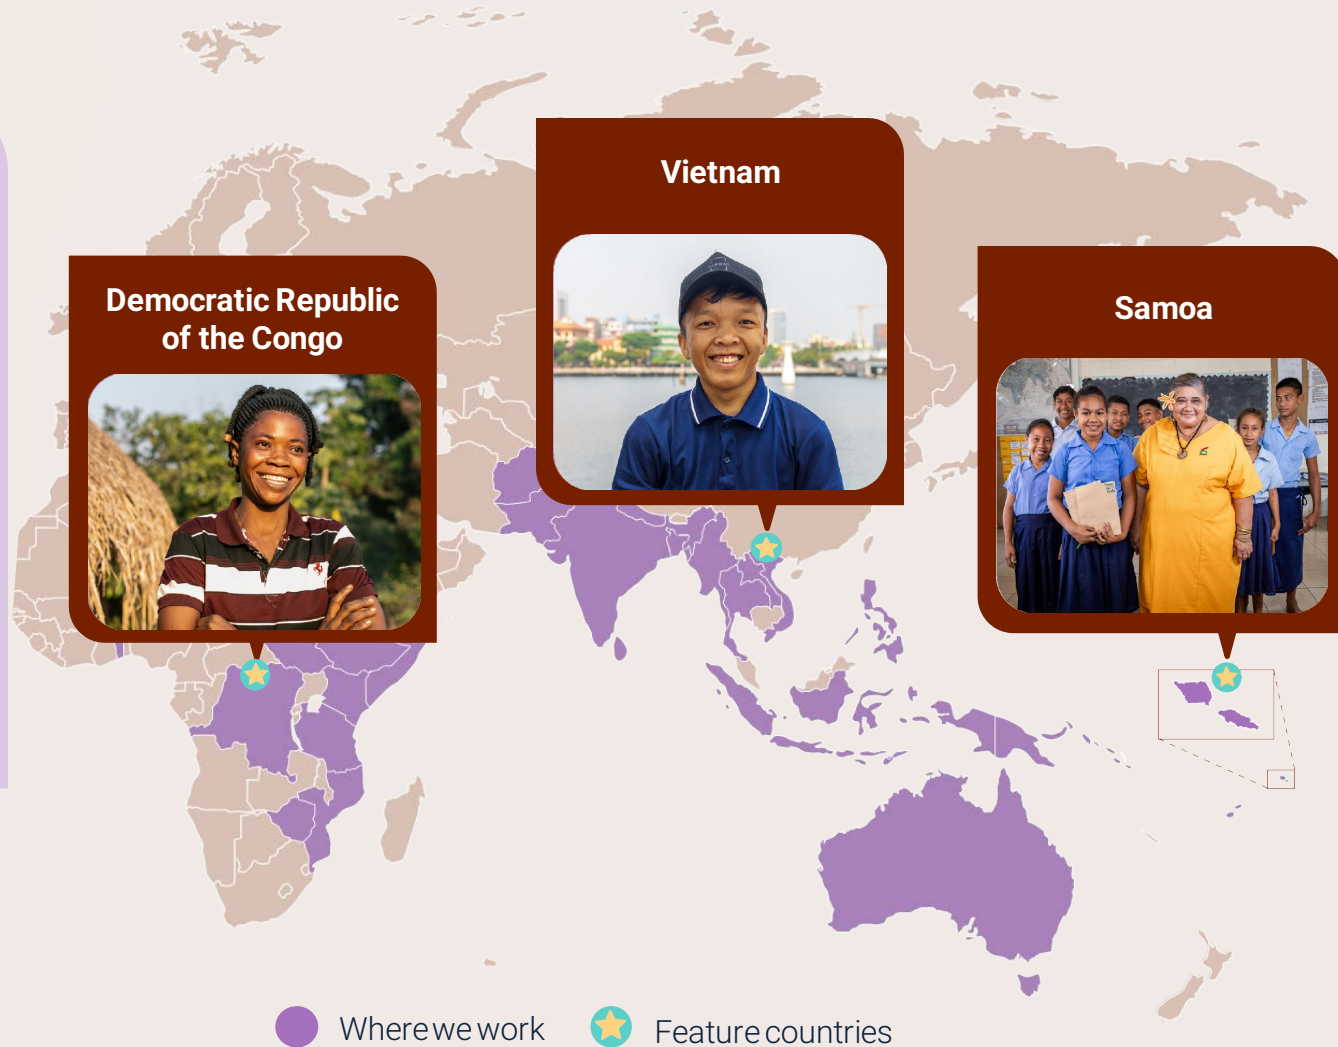 Vietnam
Democratic Republic
of the Congo
Samoa
Where we work
Feature countries